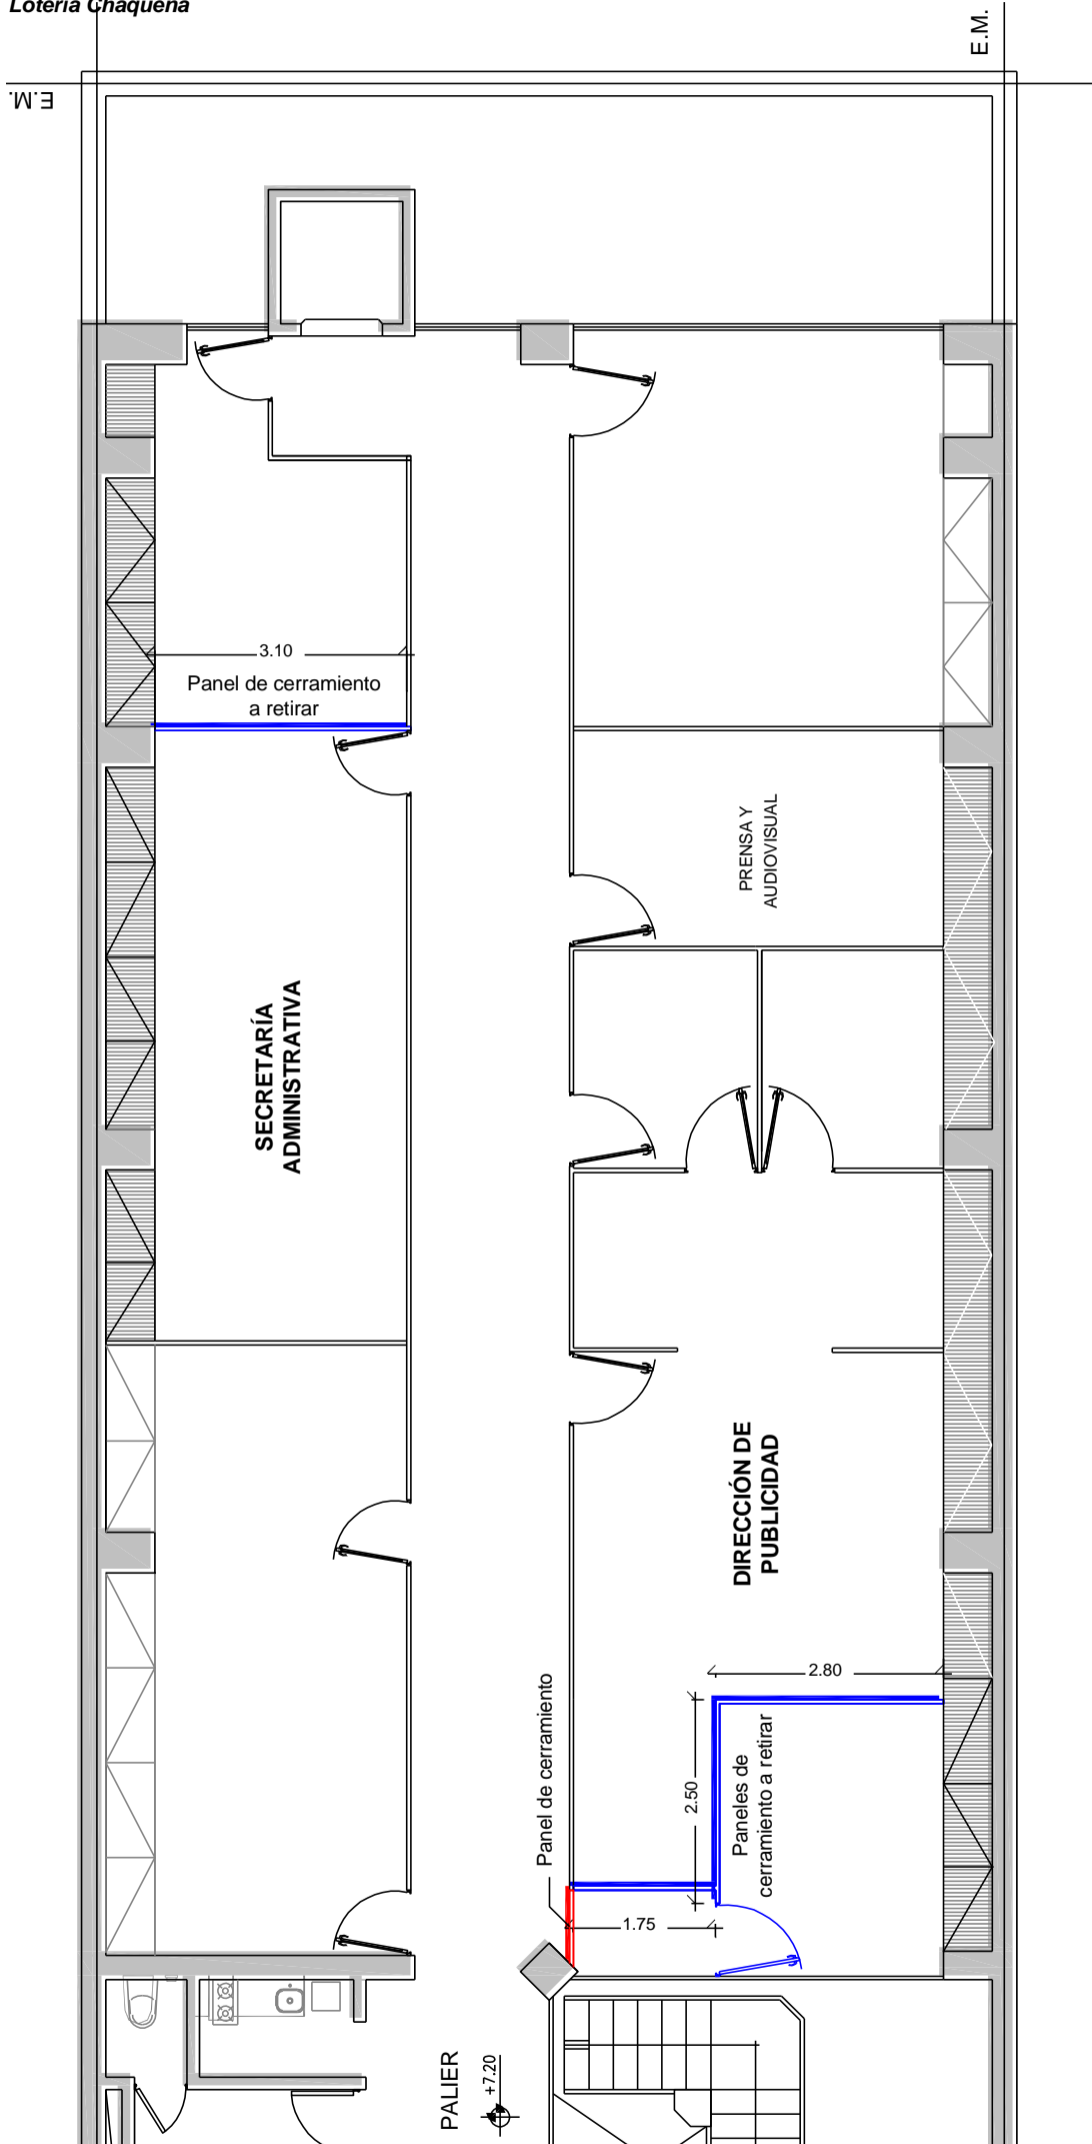 Lotería Chaqueña
E.M.
E.M.
3.10
Panel de cerramiento
a retirar
PRENSA Y
AUDIOVISUAL
SECRETARÍA
ADMINISTRATIVA
DIRECCIÓN DE
PUBLICIDAD
2.80
Panel de cerramiento
2.50
Paneles de
cerramiento a retirar
1.75
PALIER
+7.20